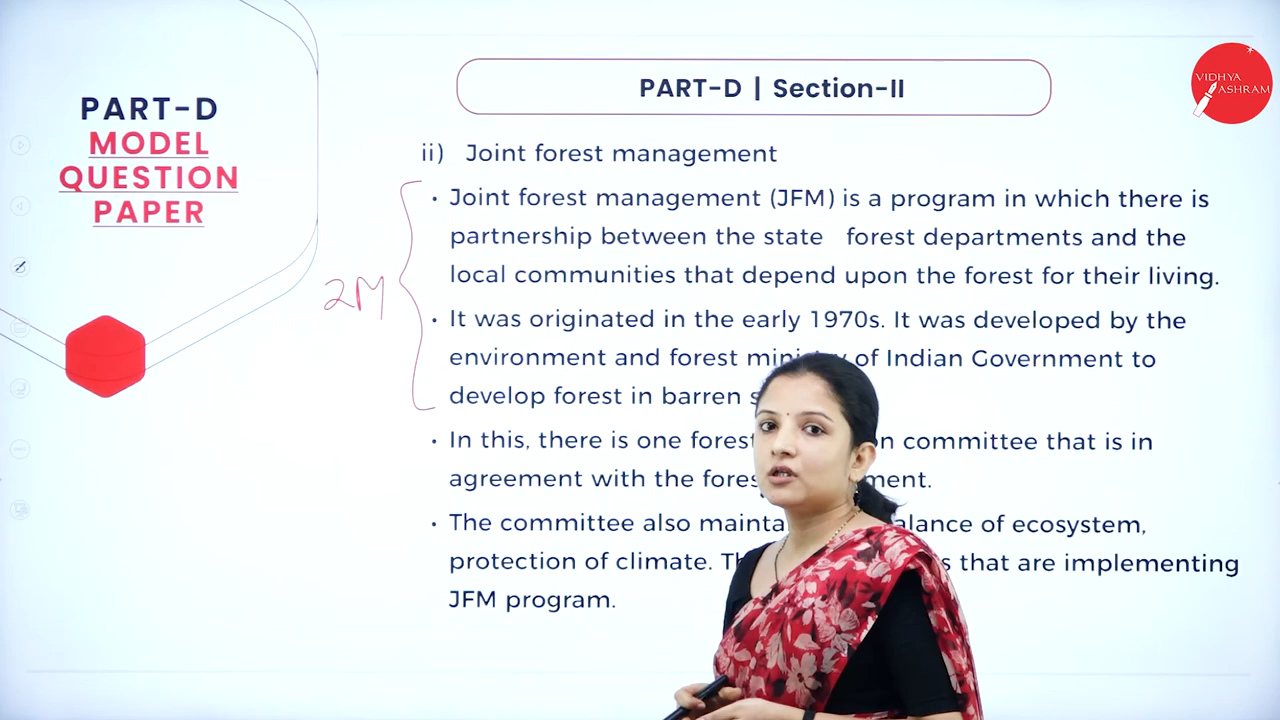 PART-D
MODEL
QUESTION
PAPER
PART-D | Section-II
VIDHYA
ASHRAM
ii) Joint forest management
• Joint forest management (JFM) is a program in which there is
partnership between the state forest departments and the
local communities that depend upon the forest for their living.
2M
• It was originated in the early 1970s. It was developed by the
environment and forest ministry of Indian Government to
develop forest in barren
• In this, there is one forest committee that is in
agreement with the
• The committee also of ecosystem,
protection of climate. that are implementing
JFM program.